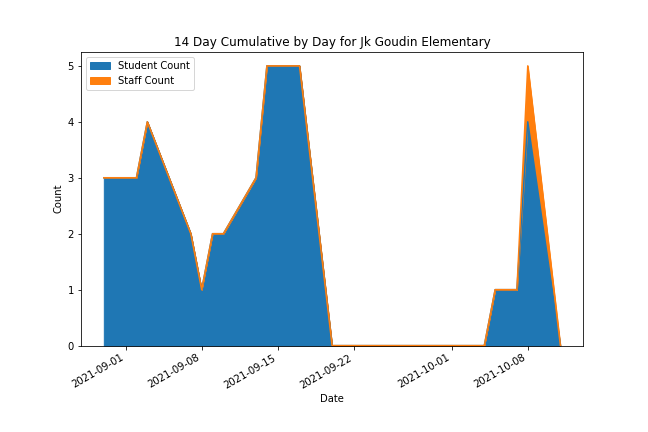 14 Day Cumulative by Day for Jk Goudin Elementary
Student Count
Staff Count
5
4
3
2
1
0
Count
2021-09-01
2021-09-08
2021-09-15
2021-09-22
2021-10-01
2021-10-08
Date